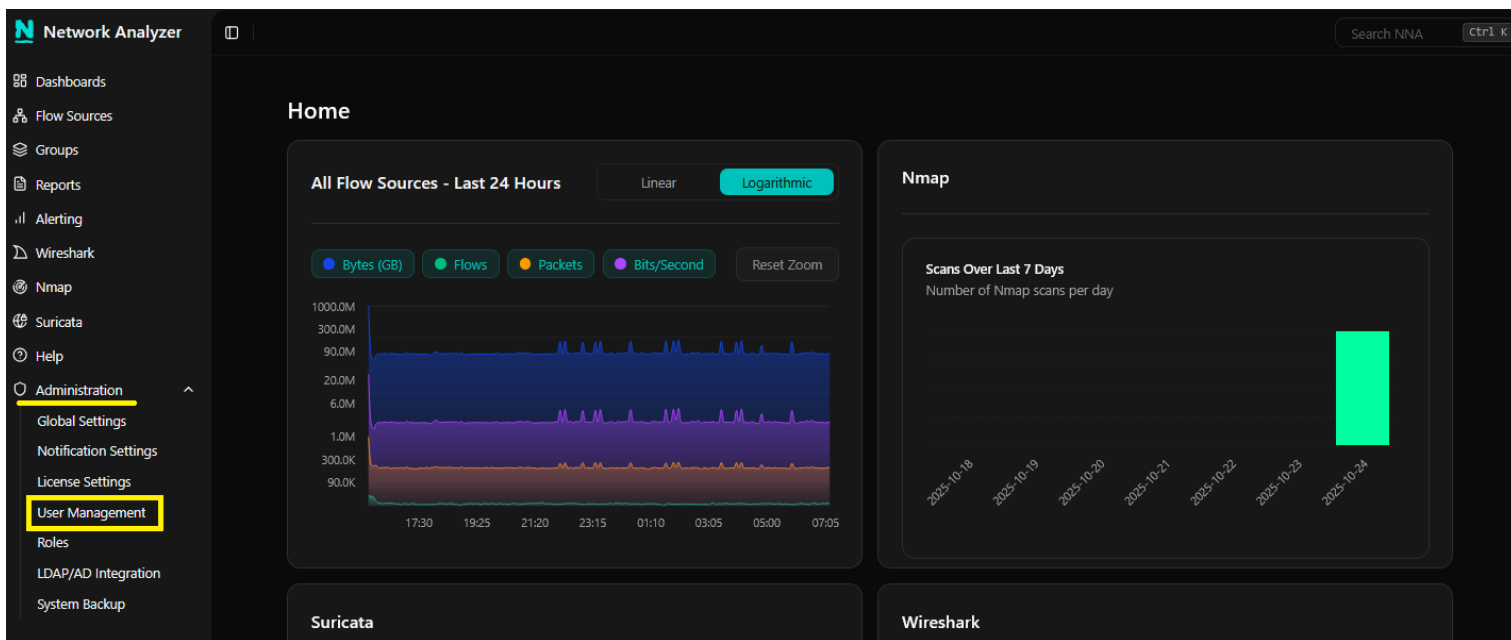 Network Analyzer
Search NNA
Ctrl K
Dashboards
Flow Sources
Groups
Reports
Alerting
Wireshark
Nmap
Suricata
Help
Administration
Global Settings
Notification Settings
License Settings
User Management
Roles
LDAP/AD Integration
System Backup
Home
All Flow Sources - Last 24 Hours
Linear
Logarithmic
Bytes (GB)
Flows
Packets
Bits/Second
Reset Zoom
1000.0M
300.0M
90.0M
20.0M
6.0M
1.0M
300.0K
90.0K
17:30 19:25 21:20 23:15 01:10 03:05 05:00 07:05
Nmap
Scans Over Last 7 Days
Number of Nmap scans per day
2025-10-18 2025-10-19 2025-10-20 2025-10-21 2025-10-22 2025-10-23 2025-10-24
Suricata
Wireshark